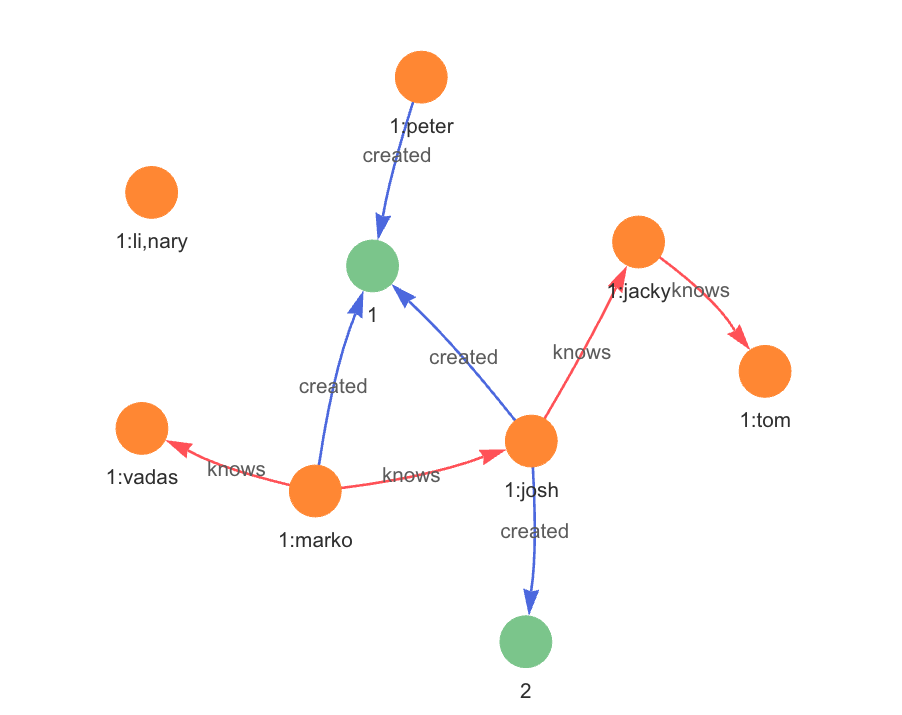 1:peter
created
1:li,nary
1:jacky
knows
1
knows
created
created
1:tom
knows
knows
1:vadas
1:josh
1:marko
created
2